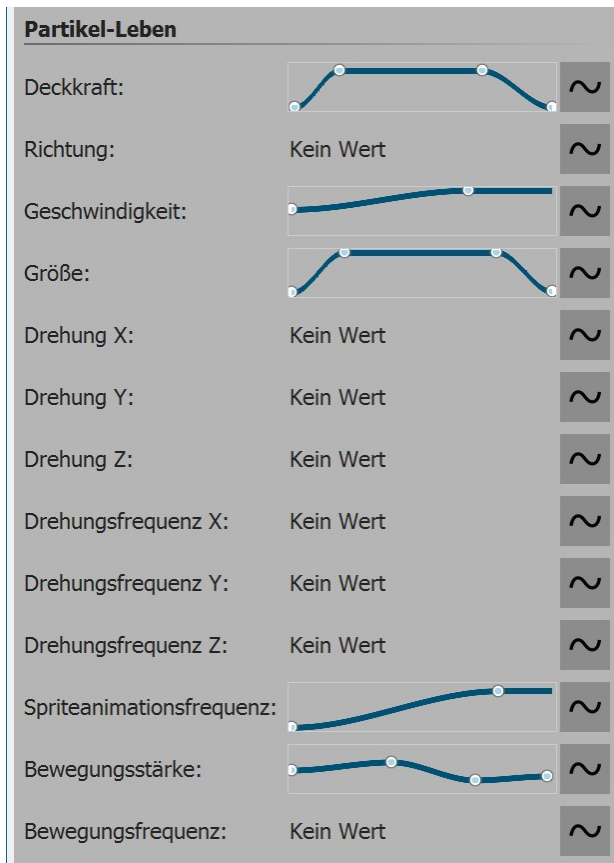 Partikel-Leben
Deckkraft:
Richtung: Kein Wert
Geschwindigkeit:
Größe:
Drehung X: Kein Wert
Drehung Y: Kein Wert
Drehung Z: Kein Wert
Drehungsfrequenz X: Kein Wert
Drehungsfrequenz Y: Kein Wert
Drehungsfrequenz Z: Kein Wert
Spriteanimationsfrequenz:
Bewegungsstärke:
Bewegungsfrequenz: Kein Wert